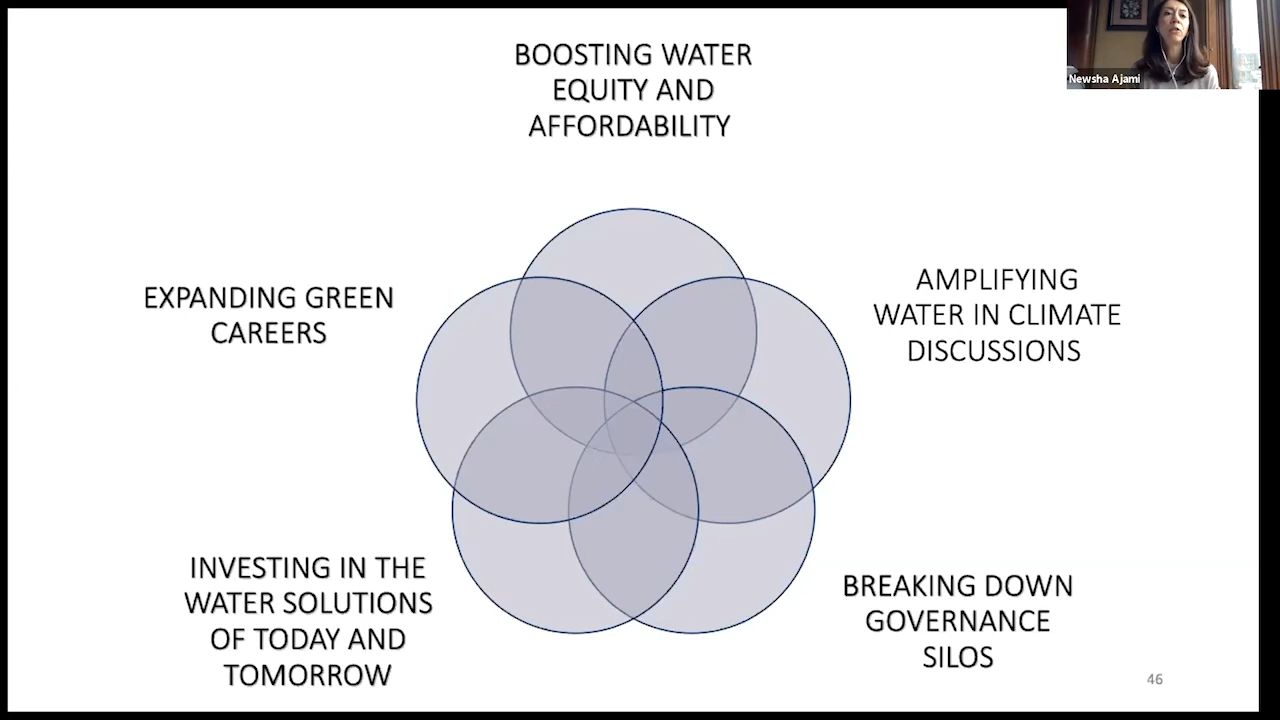 BOOSTING WATER
EQUITY AND
AFFORDABILITY
Newsha Ajami
EXPANDING GREEN
CAREERS
AMPLIFYING
WATER IN CLIMATE
DISCUSSIONS
INVESTING IN THE
WATER SOLUTIONS
OF TODAY AND
TOMORROW
BREAKING DOWN
GOVERNANCE
SILOS
46